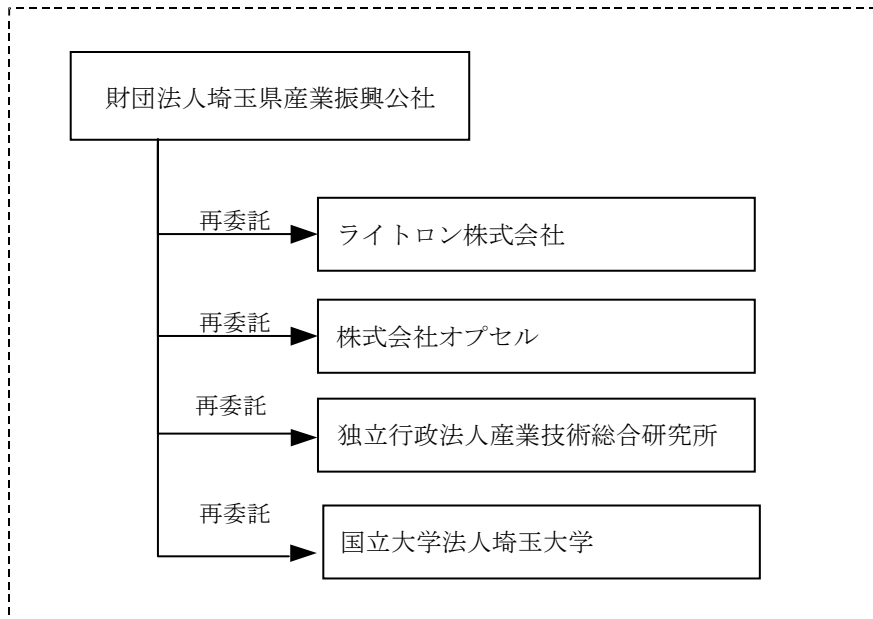 財団法人埼玉県産業振興公社
再委託
ライトロン株式会社
再委託
株式会社オプセル
再委託
独立行政法人産業技術総合研究所
再委託
国立大学法人埼玉大学